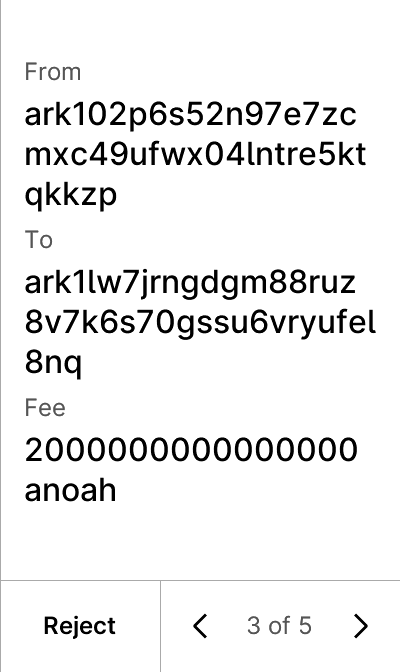 From
ark102p6s52n97e7zc
mxc49ufwx04lntre5kt
qkkzp
To
ark1lw7jrngdgm88ruz
8v7k6s70gssu6vryufel
8nq
Fee
2000000000000000
anoah
Reject
3 of 5